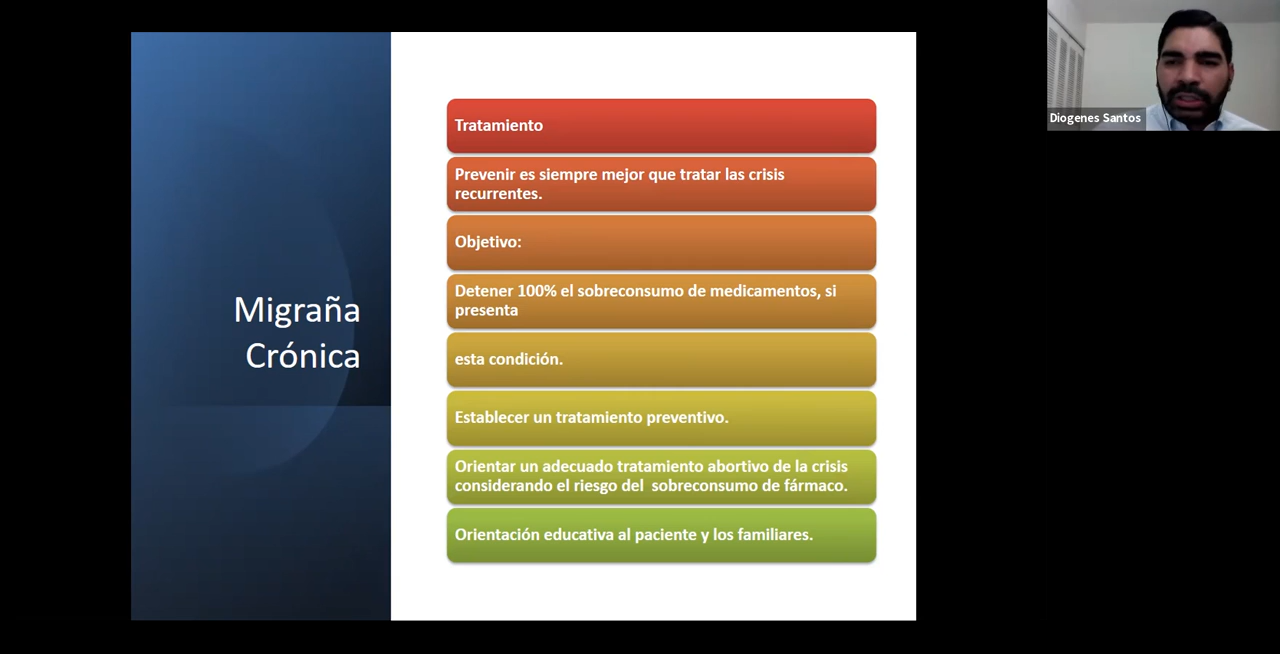 Migraña
Crónica
Tratamiento
Prevenir es siempre mejor que tratar las crisis
recurrentes.
Objetivo:
Detener 100% el sobreconsumo de medicamentos, si
presenta
esta condición.
Establecer un tratamiento preventivo.
Orientar un adecuado tratamiento abortivo de la crisis
considerando el riesgo del  sobreconsumo de fármaco.
Orientación educativa al paciente y los familiares.
Diogenes Santos